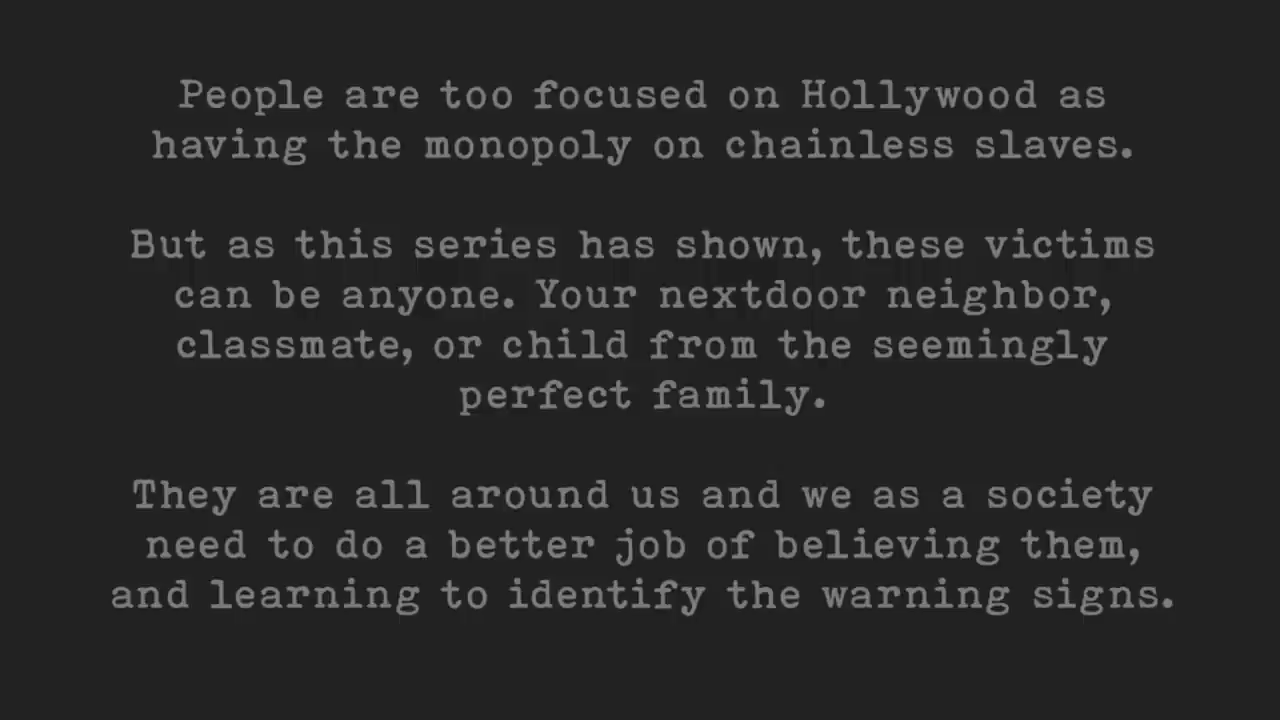 People are too focused on Hollywood as
having the monopoly on chainless slaves.
But as this series has shown, these victims
can be anyone. Your nextdoor neighbor,
classmate, or child from the seemingly
perfect family.
They are all around us and we as a society
need to do a better job of believing them,
and learning to identify the warning signs.